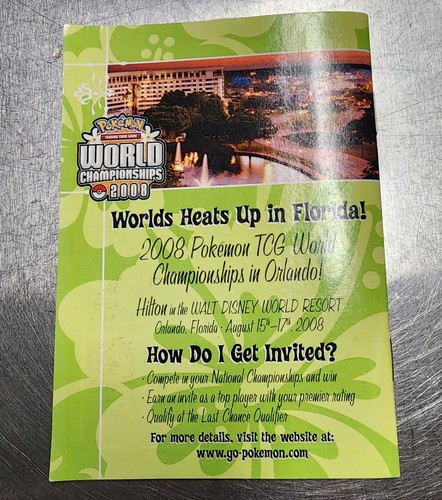 Pokémon
TRADING CARD GAME
WORLD
CHAMPIONSHIPS
2008
Worlds Heats Up in Florida!
2008 Pokémon TCG World
Championships in Orlando!
Hilton in the WALT DISNEY WORLD RESORT
Orlando, Florida · August 15th-17th, 2008
How Do I Get Invited?
· Compete in your National Championships and win
· Earn an invite as a top player with your premier rating
· Qualify at the Last Chance Qualifier
For more details, visit the website at:
www.go-pokemon.com